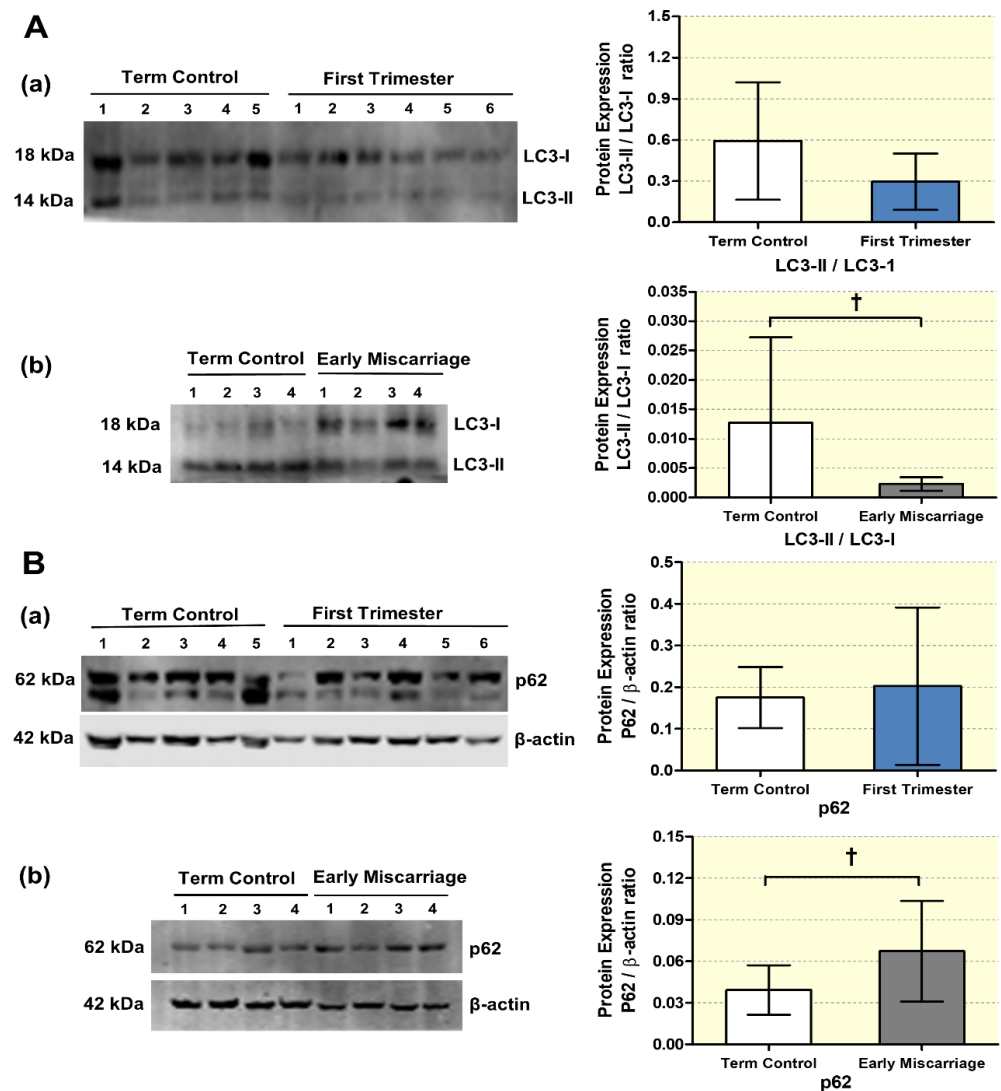 A
(a)
Term Control First Trimester
1 2 3 4 5 1 2 3 4 5 6
18 kDa LC3-I
14 kDa LC3-II
Protein Expression
LC3-II / LC3-I ratio
1.5
1.2
0.9
0.6
0.3
0.0
Term Control First Trimester
LC3-II / LC3-1
(b)
Term Control Early Miscarriage
1 2 3 4 1 2 3 4
18 kDa LC3-I
14 kDa LC3-II
Protein Expression
LC3-II / LC3-I ratio
0.035
0.030
0.025
0.020
0.015
0.010
0.005
0.000
†
Term Control Early Miscarriage
LC3-II / LC3-I
B
(a)
Term Control First Trimester
1 2 3 4 5 1 2 3 4 5 6
62 kDa p62
42 kDa β-actin
Protein Expression
P62 / β-actin ratio
0.5
0.4
0.3
0.2
0.1
0.0
Term Control First Trimester
p62
(b)
Term Control Early Miscarriage
1 2 3 4 1 2 3 4
62 kDa p62
42 kDa β-actin
Protein Expression
P62 / β-actin ratio
0.15
0.12
0.09
0.06
0.03
0.00
†
Term Control Early Miscarriage
p62